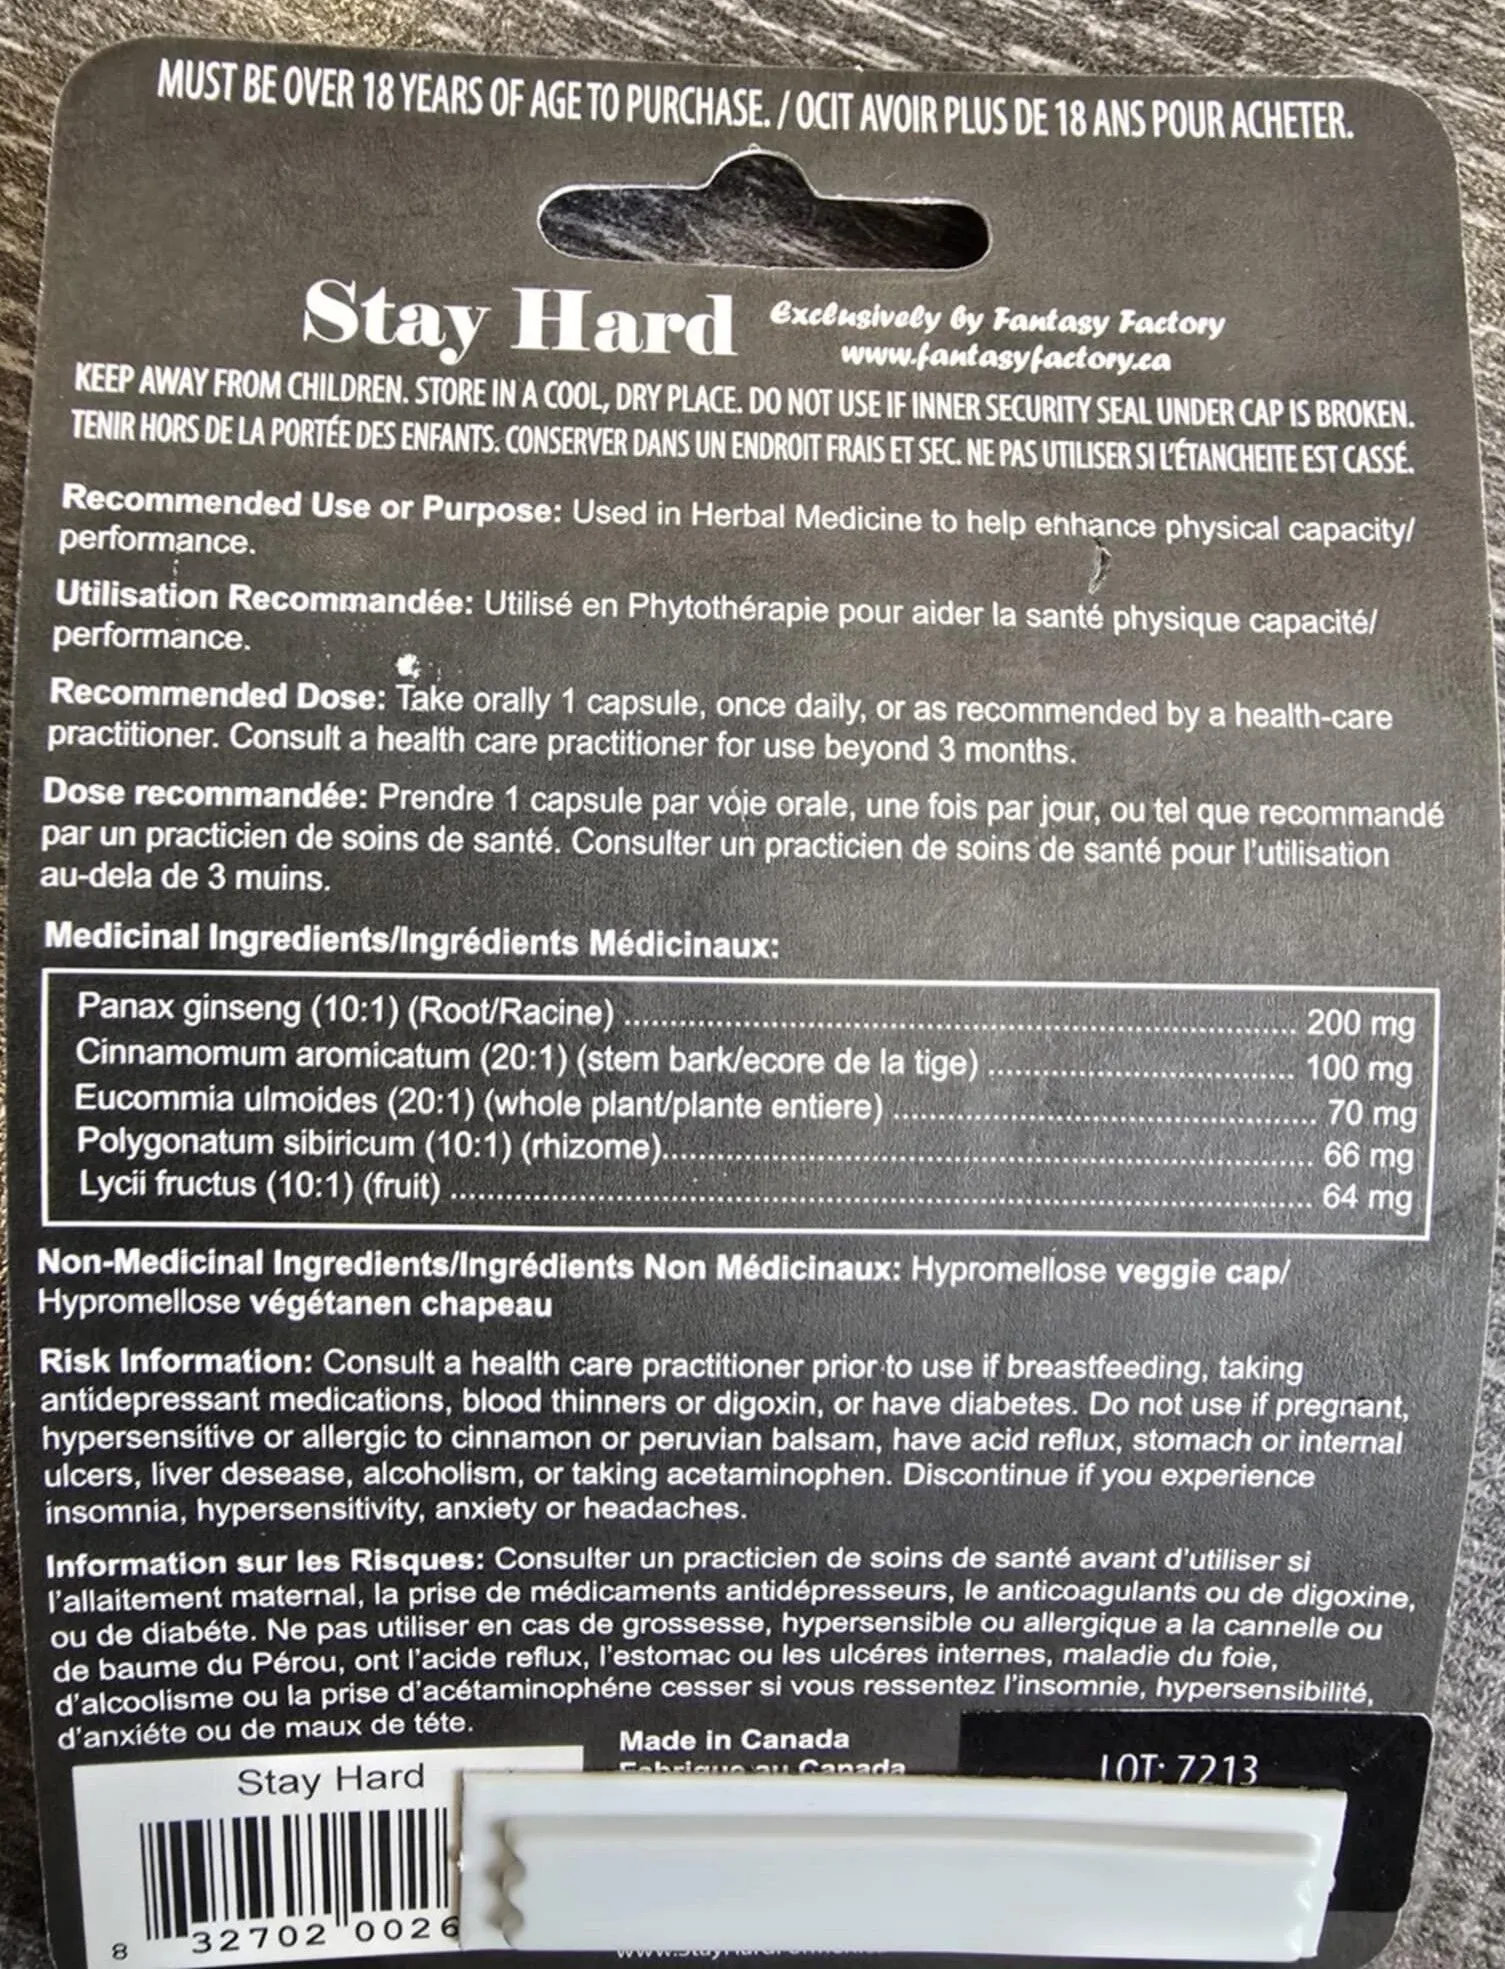 MUST BE OVER 18 YEARS OF AGE TO PURCHASE. / OCIT AVOIR PLUS DE 18 ANS POUR ACHETER.
Stay Hard Exclusively by Fantasy Factory
www.fantasyfactory.ca
KEEP AWAY FROM CHILDREN. STORE IN A COOL, DRY PLACE. DO NOT USE IF INNER SECURITY SEAL UNDER CAP IS BROKEN.
TENIR HORS DE LA PORTÉE DES ENFANTS. CONSERVER DANS UN ENDROIT FRAIS ET SEC. NE PAS UTILISER SI L'ÉTANCHEITE EST CASSÉ.
Recommended Use or Purpose: Used in Herbal Medicine to help enhance physical capacity/
performance.
Utilisation Recommandée: Utilisé en Phytothérapie pour aider la santé physique capacité/
performance.
Recommended Dose: Take orally 1 capsule, once daily, or as recommended by a health-care
practitioner. Consult a health care practitioner for use beyond 3 months.
Dose recommandée: Prendre 1 capsule par vóie orale, une fois par jour, ou tel que recommandé
par un practicien de soins de santé. Consulter un practicien de soins de santé pour l'utilisation
au-dela de 3 muins.
Medicinal Ingredients/Ingrédients Médicinaux:
Panax ginseng (10:1) (Root/Racine) ........ 200 mg
Cinnamomum aromicatum (20:1) (stem bark/ecore de la tige) ........ 100 mg
Eucommia ulmoides (20:1) (whole plant/plante entiere) ........ 70 mg
Polygonatum sibiricum (10:1) (rhizome)........ 66 mg
Lycii fructus (10:1) (fruit) ........ 64 mg
Non-Medicinal Ingredients/Ingrédients Non Médicinaux: Hypromellose veggie cap/
Hypromellose végétanen chapeau
Risk Information: Consult a health care practitioner prior to use if breastfeeding, taking
antidepressant medications, blood thinners or digoxin, or have diabetes. Do not use if pregnant,
hypersensitive or allergic to cinnamon or peruvian balsam, have acid reflux, stomach or internal
ulcers, liver desease, alcoholism, or taking acetaminophen. Discontinue if you experience
insomnia, hypersensitivity, anxiety or headaches.
Information sur les Risques: Consulter un practicien de soins de santé avant d'utiliser si
l'allaitement maternal, la prise de médicaments antidépresseurs, le anticoagulants ou de digoxine,
ou de diabéte. Ne pas utiliser en cas de grossesse, hypersensible ou allergique a la cannelle ou
de baume du Pérou, ont l'acide reflux, l'estomac ou les ulcéres internes, maladie du foie,
d'alcoolisme ou la prise d'acétaminophéne cesser si vous ressentez l'insomnie, hypersensibilité,
d'anxiéte ou de maux de téte.
Made in Canada
Fabrique au Canada
LOT: 7213
Stay Hard
8 32702 0026